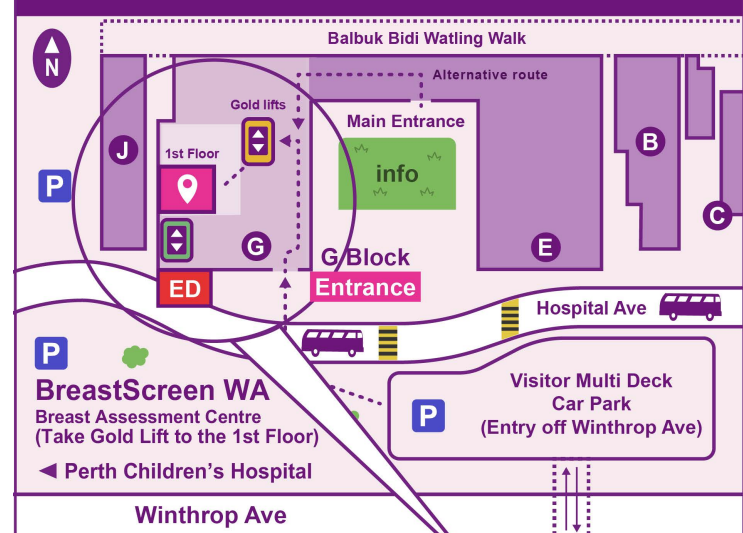 Balbuk Bidi Watling Walk
N
Alternative route
Gold lifts
Main Entrance
J
1st Floor
B
P
info
C
G
E
G Block
Entrance
ED
Hospital Ave
P
BreastScreen WA
Breast Assessment Centre
(Take Gold Lift to the 1st Floor)
Perth Children's Hospital
P
Visitor Multi Deck
Car Park
(Entry off Winthrop Ave)
Winthrop Ave